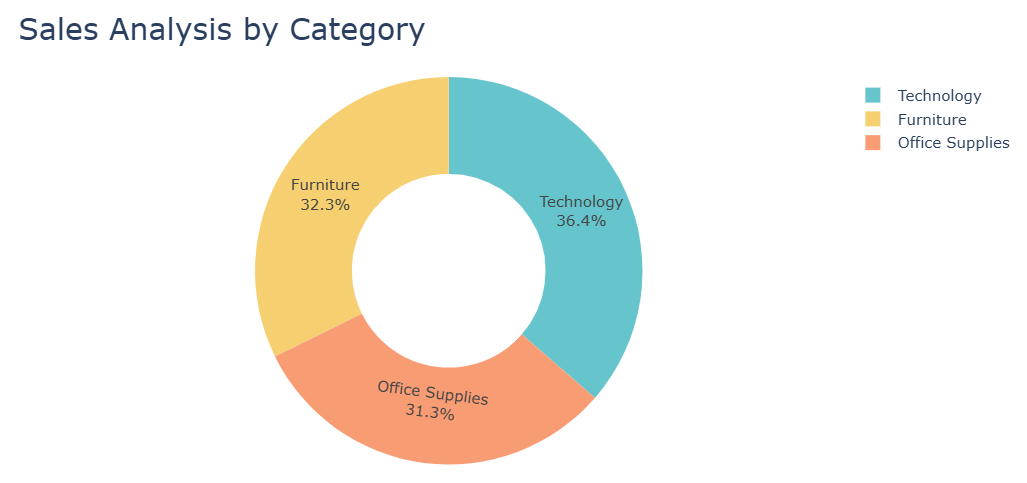 Sales Analysis by Category
Technology
Furniture
Office Supplies
Furniture
32.3%
Technology
36.4%
Office Supplies
31.3%